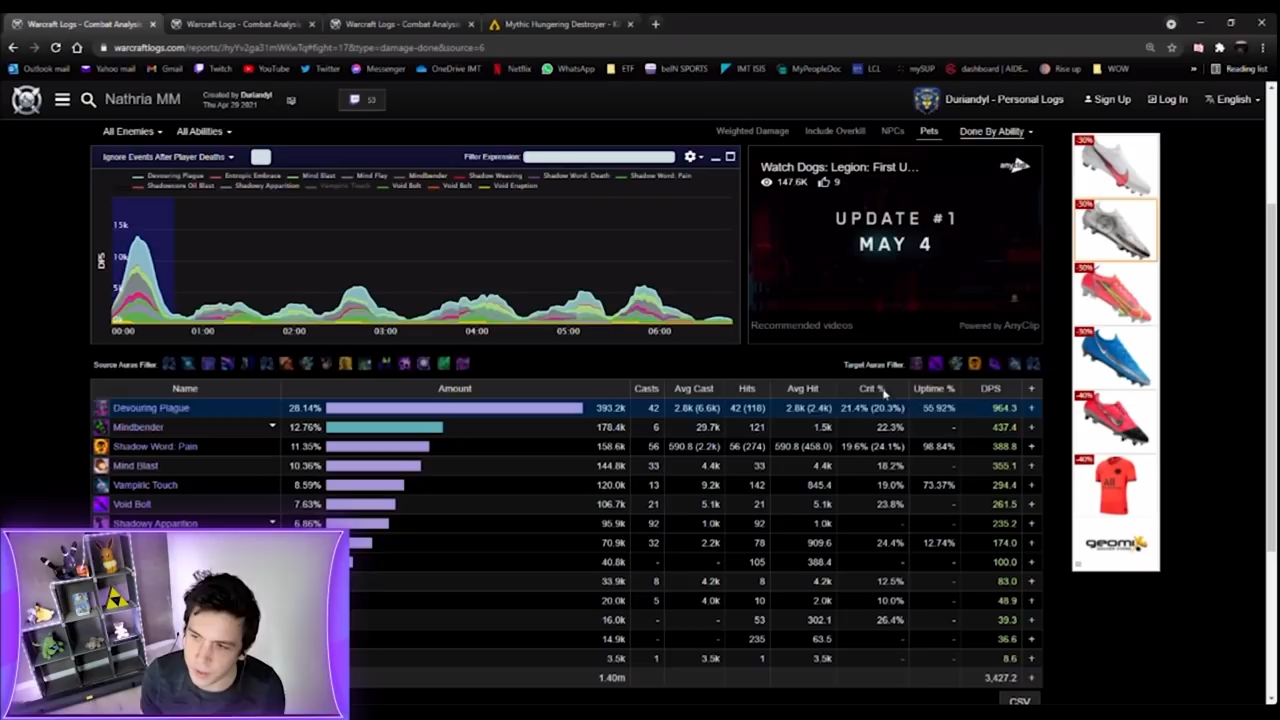 Warcraft Logs - Combat Analysis Warcraft Logs - Combat Analysis Warcraft Logs - Combat Analysis Mythic Hungering Destroyer - K
warcraftlogs.com/reports/ #fight=17&type=damage-done&source=6
Outlook mail Yahoo mail Gmail Twitch YouTube Twitter Messenger OneDrive IMT Netflix WhatsApp ETF beIN SPORTS IMT ISIS MyPeopleDoc LCL mySUP dashboard | AIDE... Rise up WOW » Reading list
Nathria MM
Created by Duriandyl
Thu Apr 29 2021
53
Duriandyl - Personal Logs Sign Up Log In English
All Enemies All Abilities
Weighted Damage Include Overkill NPCs Pets Done By Ability
Ignore Events After Player Deaths Filter Expression:
Devouring Plague Entropic Embrace Mind Blast Mind Flay Mindbender Shadow Weaving Shadow Word: Death Shadow Word: Pain
Shadowcore Oil Blast Shadowy Apparition Vampiric Touch Void Bolt Void Bolt Void Eruption
15k
10k
5k
DPS
00:00 01:00 02:00 03:00 04:00 05:00 06:00
Watch Dogs: Legion: First U...
147.6K 9
UPDATE #1
MAY 4
Recommended videos Powered by AnyClip
Source Auras Filter: Target Auras Filter:
Name Amount Casts Avg Cast Hits Avg Hit Crit % Uptime % DPS +
Devouring Plague 28.14% 393.2k 42 2.8k (6.6k) 42 (118) 2.8k (2.4k) 21.4% (20.3%) 55.92% 964.3 +
Mindbender 12.76% 178.4k 6 29.7k 121 1.5k 22.3% - 437.4 +
Shadow Word: Pain 11.35% 158.6k 56 590.8 (2.2k) 56 (274) 590.8 (458.0) 19.6% (24.1%) 98.84% 388.8 +
Mind Blast 10.36% 144.8k 33 4.4k 33 4.4k 18.2% - 355.1 +
Vampiric Touch 8.59% 120.0k 13 9.2k 142 845.4 19.0% 73.37% 294.4 +
Void Bolt 7.63% 106.7k 21 5.1k 21 5.1k 23.8% - 261.5 +
Shadowy Apparition 6.86% 95.9k 92 1.0k 92 1.0k - - 235.2 +
70.9k 32 2.2k 78 909.6 24.4% 12.74% 174.0 +
40.8k - - 105 388.4 - - 100.0 +
33.9k 8 4.2k 8 4.2k 12.5% - 83.0 +
20.0k 5 4.0k 10 2.0k 10.0% - 48.9 +
16.0k - - 53 302.1 26.4% - 39.3 +
14.9k - - 235 63.5 - - 36.6 +
3.5k 1 3.5k 1 3.5k - - 8.6 +
1.40m 3,427.2 +
CSV
-30%
-30%
-30%
-30%
-40%
-40%